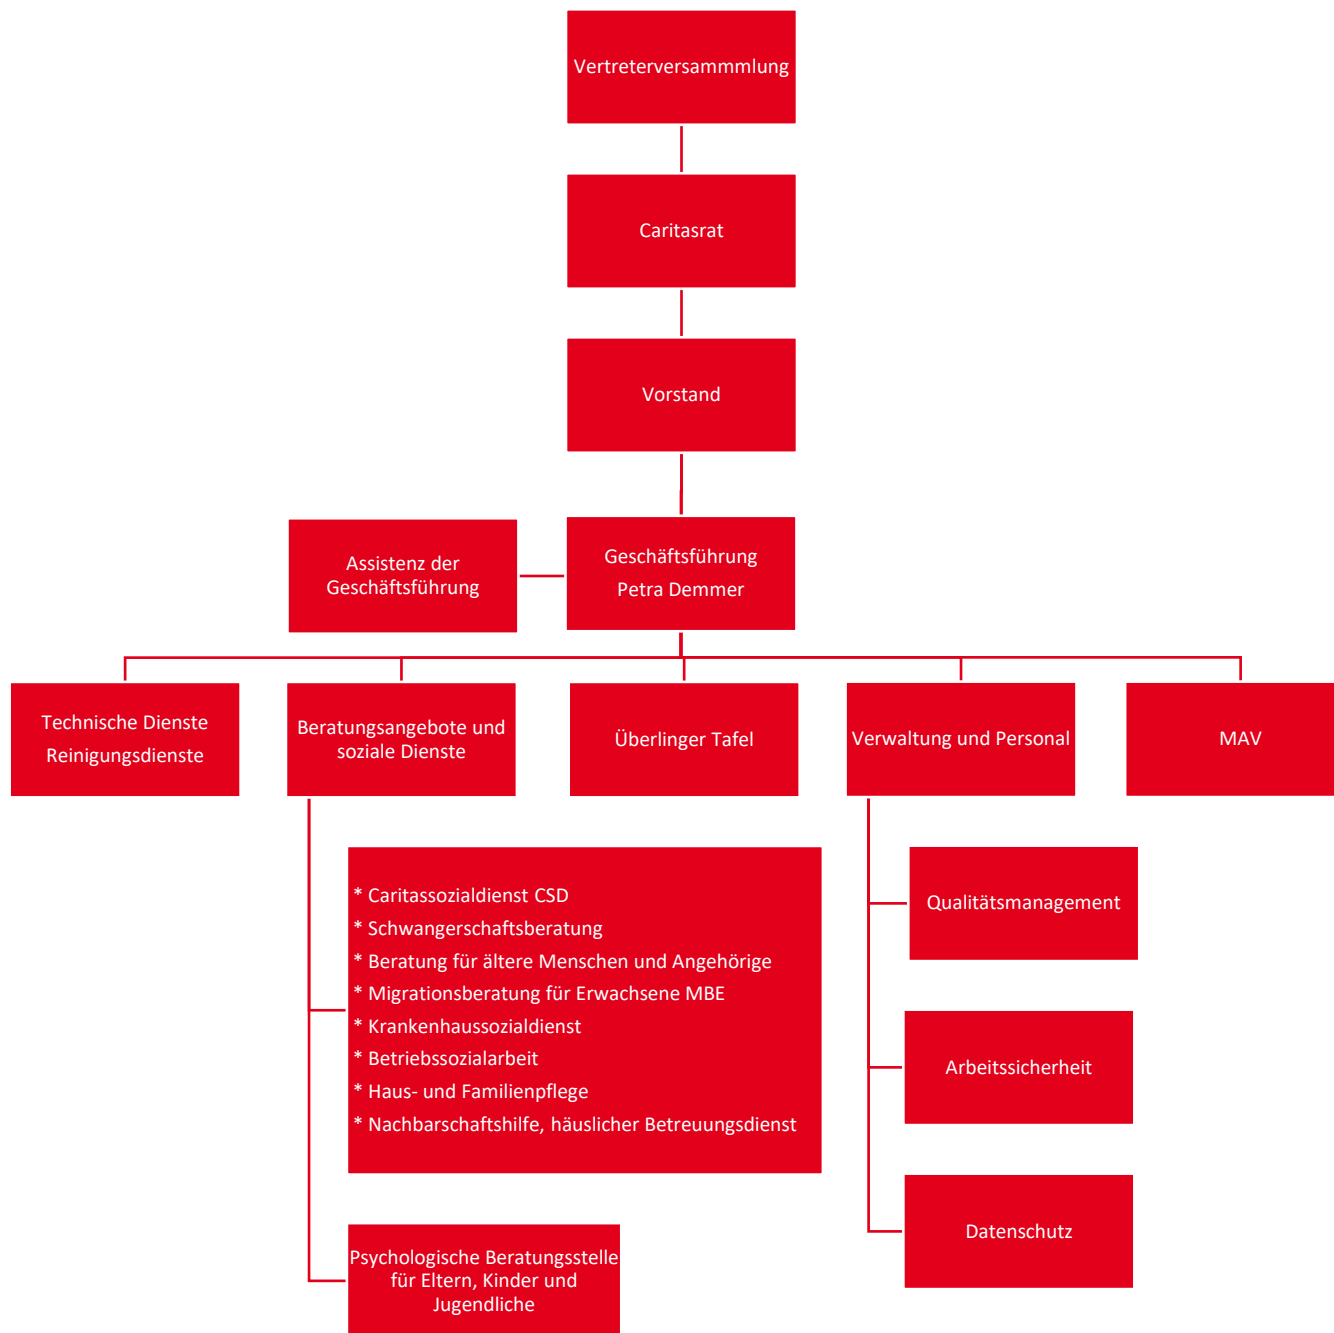 Vertreterversammmlung
Caritasrat
Vorstand
Assistenz der
Geschäftsführung
Geschäftsführung
Petra Demmer
Technische Dienste
Reinigungsdienste
Beratungsangebote und
soziale Dienste
Überlinger Tafel
Verwaltung und Personal
MAV
* Caritassozialdienst CSD
* Schwangerschaftsberatung
* Beratung für ältere Menschen und Angehörige
* Migrationsberatung für Erwachsene MBE
* Krankenhaussozialdienst
* Betriebssozialarbeit
* Haus- und Familienpflege
* Nachbarschaftshilfe, häuslicher Betreuungsdienst
Psychologische Beratungsstelle
für Eltern, Kinder und
Jugendliche
Qualitätsmanagement
Arbeitssicherheit
Datenschutz